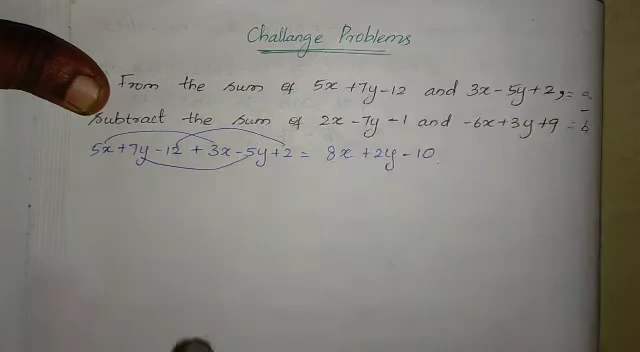 Challange Problems
From the sum of 5x + 7y - 12 and 3x - 5y + 2, = a
subtract the sum of 2x - 7y - 1 and -6x + 3y + 9 = b
5x + 7y - 12 + 3x - 5y + 2 = 8x + 2y - 10.